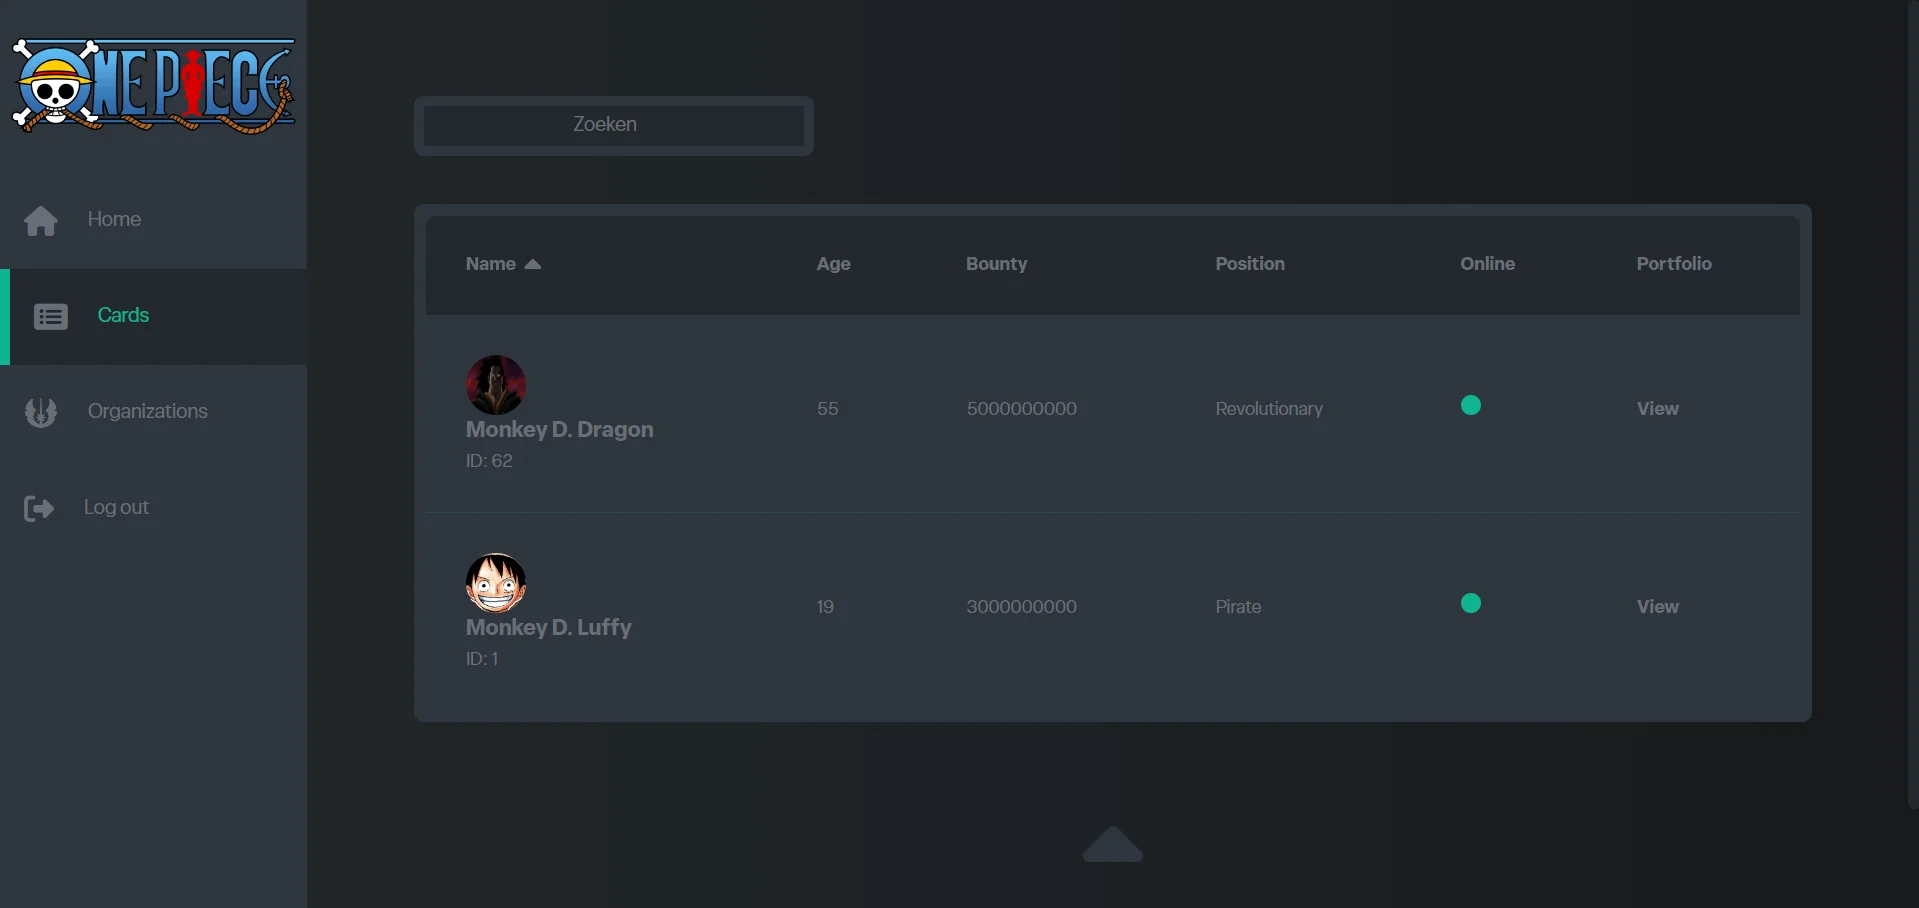 ONE PIECE
Home
Cards
Organizations
Log out
Zoeken
Name Age Bounty Position Online Portfolio
Monkey D. Dragon
ID: 62
55 5000000000 Revolutionary View
Monkey D. Luffy
ID: 1
19 3000000000 Pirate View